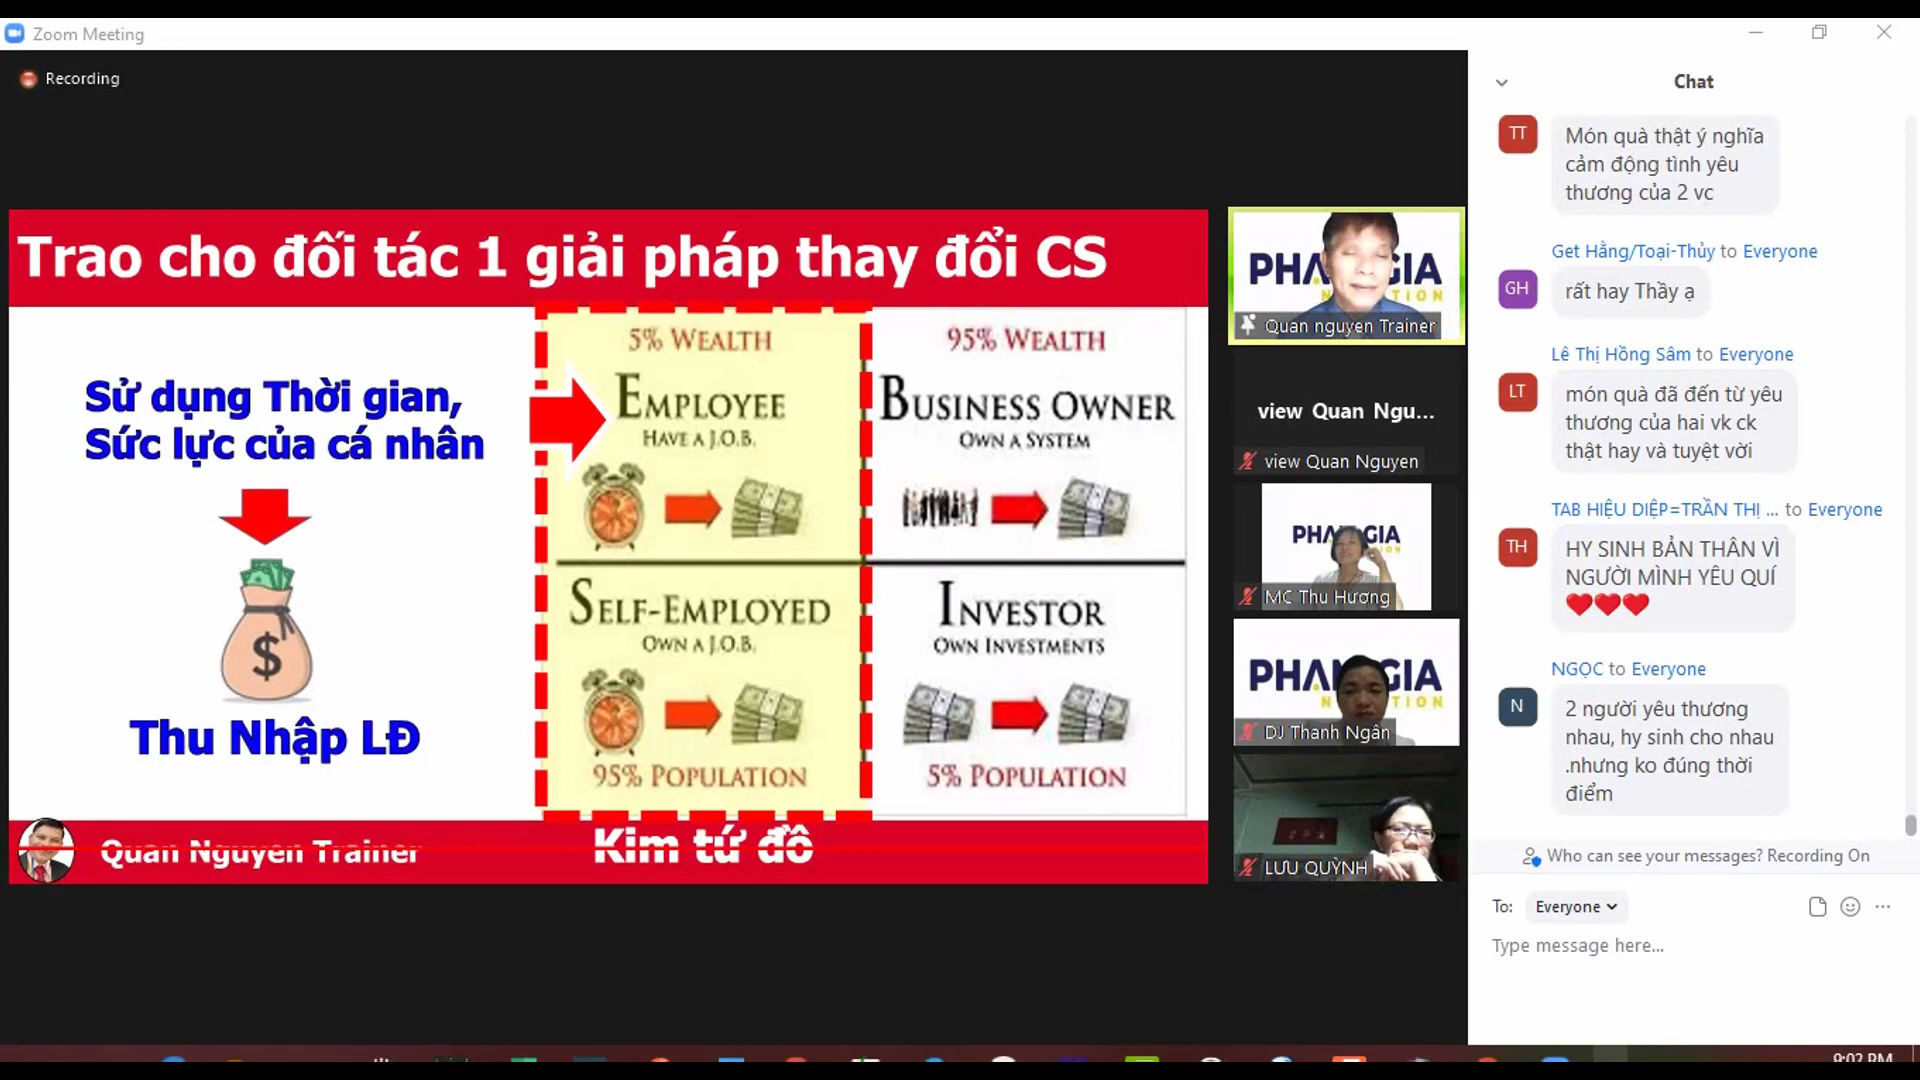 Zoom Meeting
Recording
Trao cho đối tác 1 giải pháp thay đổi CS
Sử dụng Thời gian,
Sức lực của cá nhân
Thu Nhập LĐ
5% WEALTH
EMPLOYEE
HAVE A J.O.B.
95% WEALTH
BUSINESS OWNER
OWN A SYSTEM
SELF-EMPLOYED
OWN A J.O.B.
95% POPULATION
INVESTOR
OWN INVESTMENTS
5% POPULATION
$
Quan Nguyen Trainer
Kim tứ đồ
Quan nguyen Trainer
view Quan Ngu...
view Quan Nguyen
MC Thu Hương
DJ Thanh Ngân
LƯU QUỲNH
Chat
TT
Món quà thật ý nghĩa
cảm động tình yêu
thương của 2 vc
Get Hằng/Toại-Thủy to Everyone
GH
rất hay Thầy ạ
Lê Thị Hồng Sâm to Everyone
LT
món quà đã đến từ yêu
thương của hai vk ck
thật hay và tuyệt vời
TAB HIỆU DIỆP=TRẦN THỊ ... to Everyone
TH
HY SINH BẢN THÂN VÌ
NGƯỜI MÌNH YÊU QUÍ
❤️❤️❤️
NGỌC to Everyone
N
2 người yêu thương
nhau, hy sinh cho nhau
.nhưng ko đúng thời
điểm
Who can see your messages? Recording On
To: Everyone
Type message here...
9:02 PM